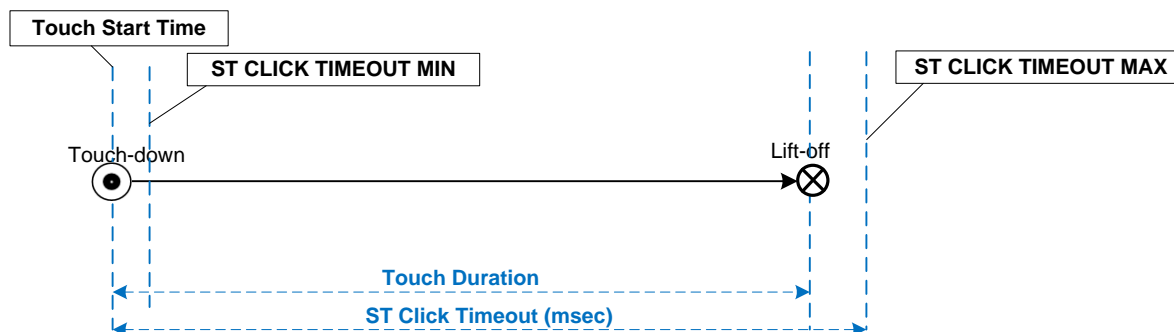 Touch Start Time
ST CLICK TIMEOUT MIN
ST CLICK TIMEOUT MAX
Touch-down
Lift-off
Touch Duration
ST Click Timeout (msec)